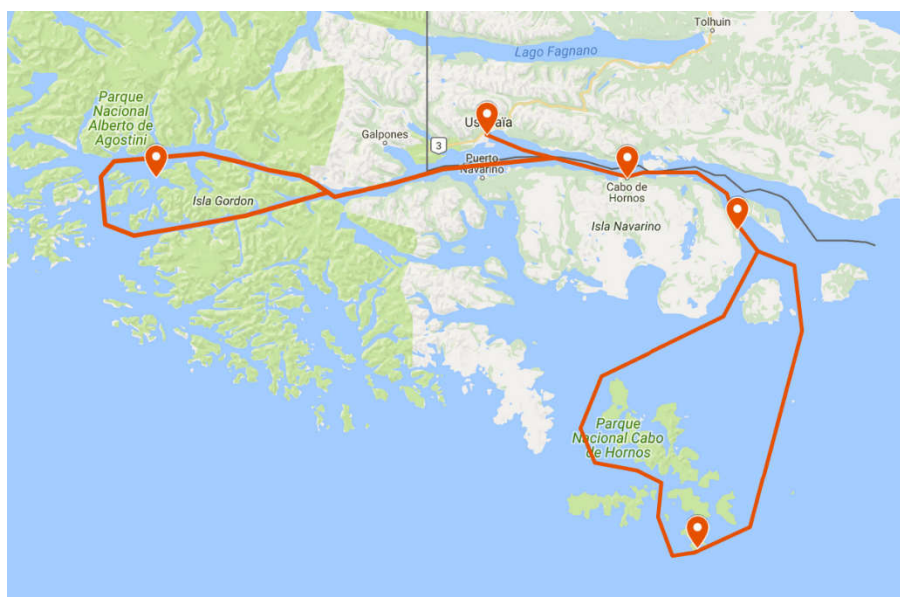 Tolhuin
Lago Fagnano
Parque
Nacional
Alberto de
Agostini
Galpones
3
Puerto
Navarino
Cabo de
Hornos
Isla Gordon
Isla Navarino
Parque
Nacional Cabo
de Hornos